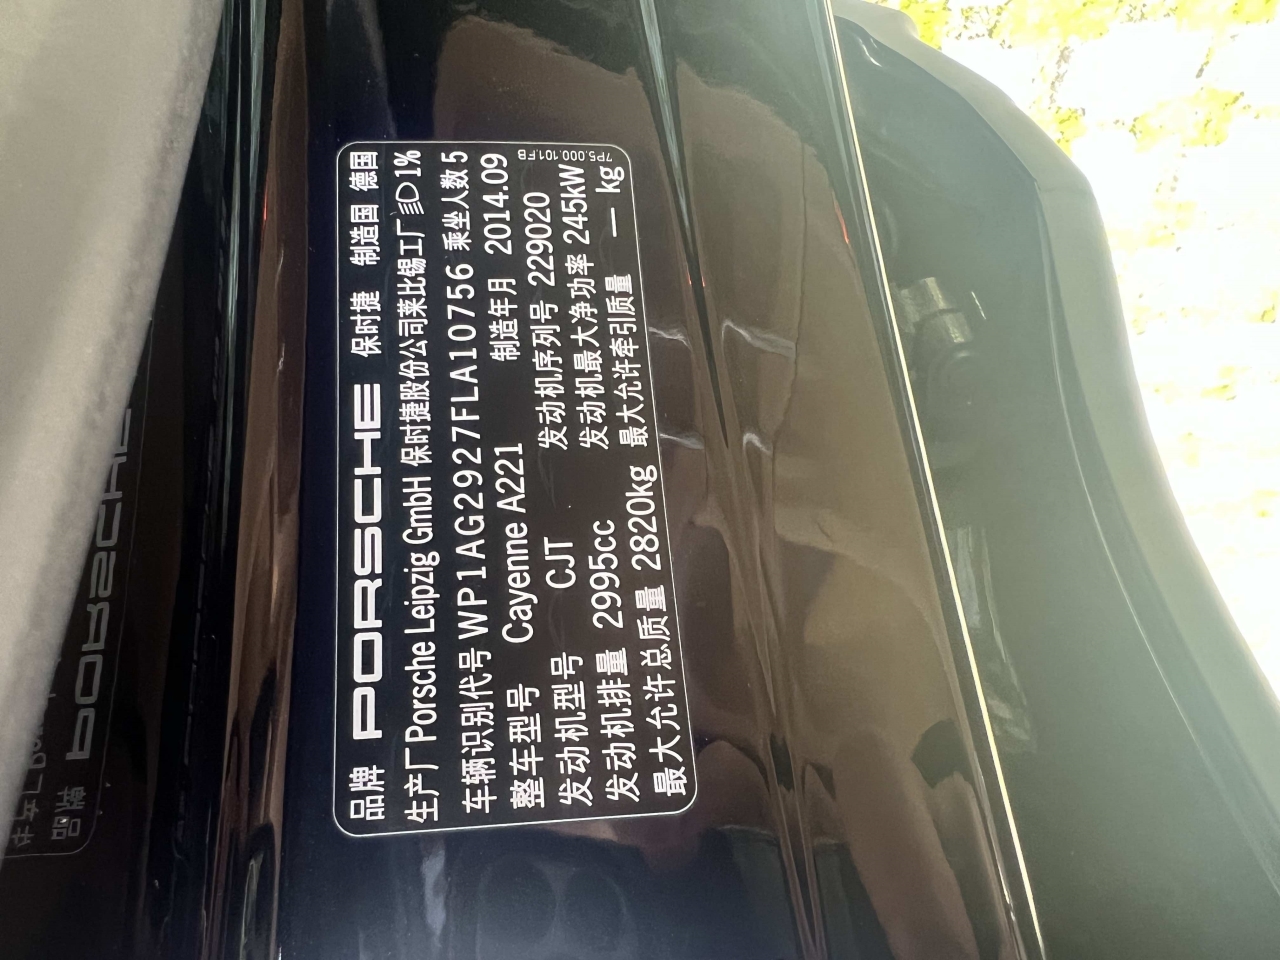 品牌 PORSCHE 保时捷 制造国 德国
生产厂 Porsche Leipzig GmbH 保时捷股份公司莱比锡工厂 1%
车辆识别代号 WP1AG2927FLA10756 乘坐人数 5
整车型号 Cayenne A221 制造年月 2014.09
发动机型号 CJT 发动机序列号 229020
发动机排量 2995cc 发动机最大净功率 245kW
最大允许总质量 2820kg 最大允许牵引质量 — kg
7P5.000.101.FB